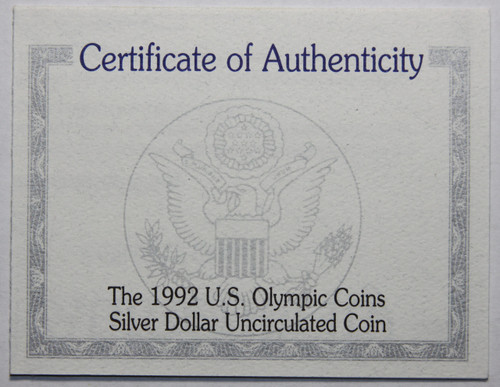 Certificate of Authenticity
The 1992 U.S. Olympic Coins
Silver Dollar Uncirculated Coin